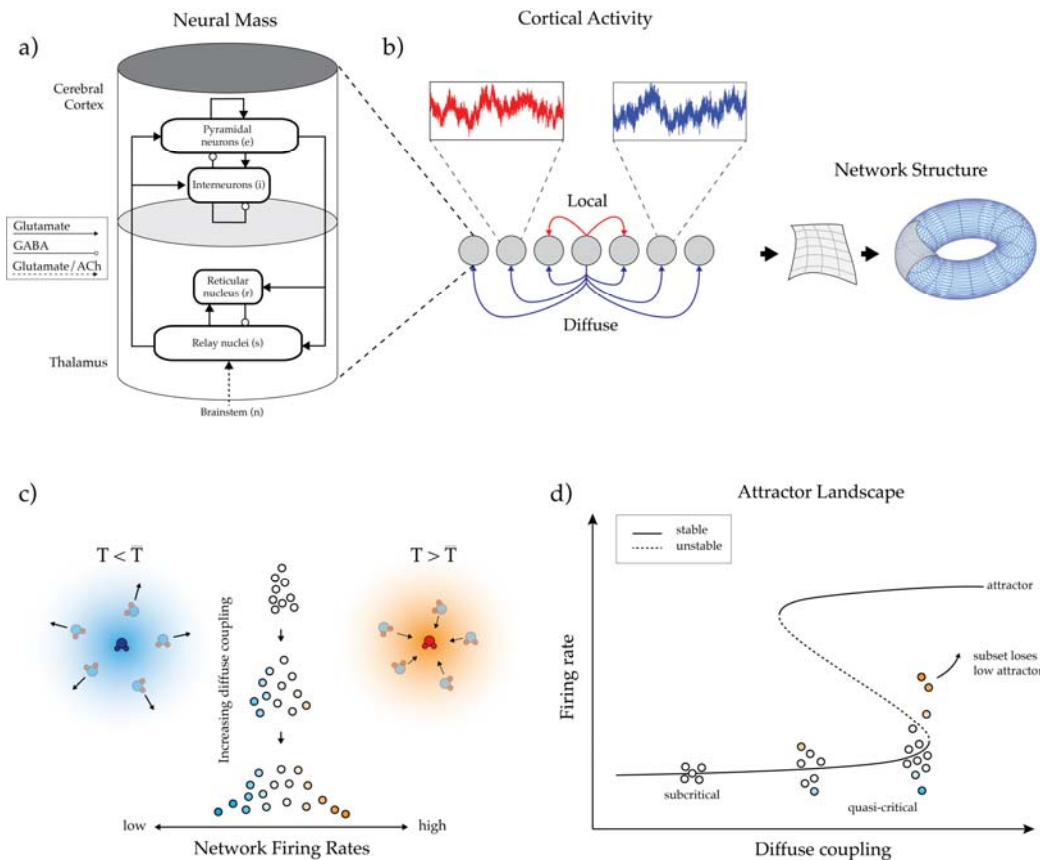 Neural Mass
Cortical Activity
a)
b)
Cerebral
Cortex
Pyramidal
neurons (e)
Interneurons (i)
Glutamate
GABA
Glutamate/ACh
Reticular
nucleus (r)
Relay nuclei (s)
Thalamus
Brainstem (n)
Local
Diffuse
Network Structure
c)
T < T̅
T > T̅
Increasing diffuse coupling
low
high
Network Firing Rates
d)
Attractor Landscape
stable
unstable
attractor
subset loses
low attractor
subcritical
quasi-critical
Firing rate
Diffuse coupling